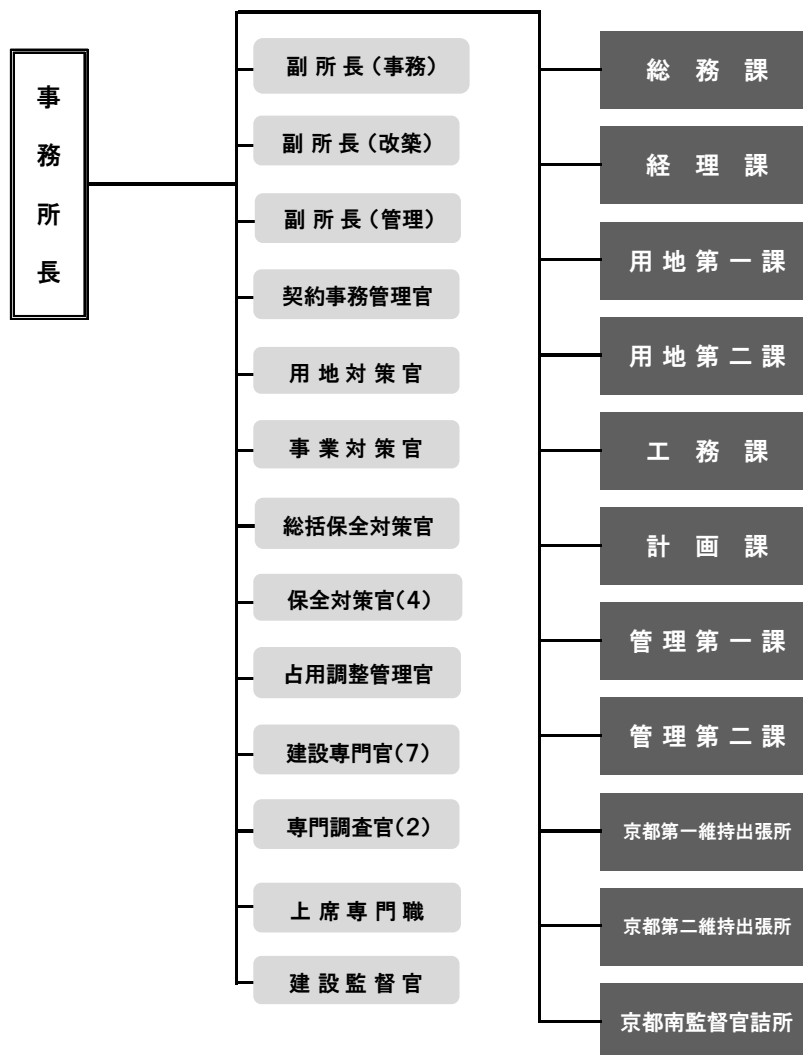 事務所長
副所長（事務）
副所長（改築）
副所長（管理）
契約事務管理官
用地対策官
事業対策官
総括保全対策官
保全対策官（4）
占用調整管理官
建設専門官（7）
専門調査官（2）
上席専門職
建設監督官
総務課
経理課
用地第一課
用地第二課
工務課
計画課
管理第一課
管理第二課
京都第一維持出張所
京都第二維持出張所
京都南監督官詰所